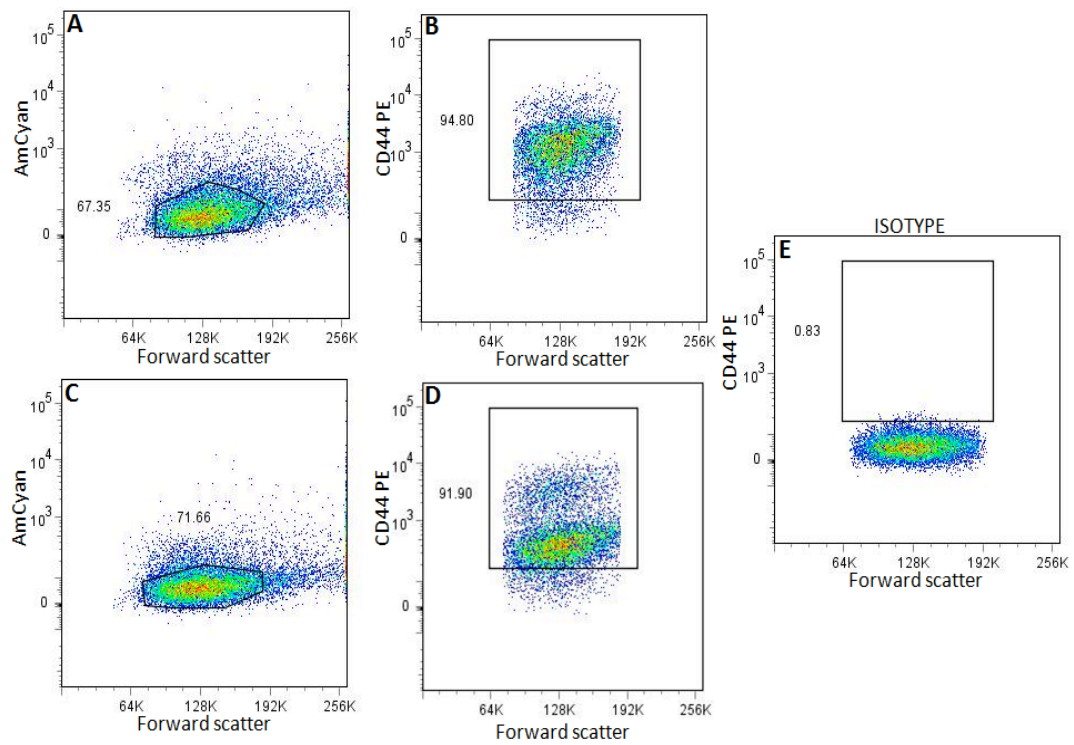 A
AmCyan
10^5
10^4
10^3
0
67.35
64K 128K 192K 256K
Forward scatter
B
CD44 PE
10^5
10^4
10^3
0
94.80
64K 128K 192K 256K
Forward scatter
C
AmCyan
10^5
10^4
10^3
0
71.66
64K 128K 192K 256K
Forward scatter
D
CD44 PE
10^5
10^4
10^3
0
91.90
64K 128K 192K 256K
Forward scatter
ISOTYPE
E
CD44 PE
10^5
10^4
10^3
0
0.83
64K 128K 192K 256K
Forward scatter